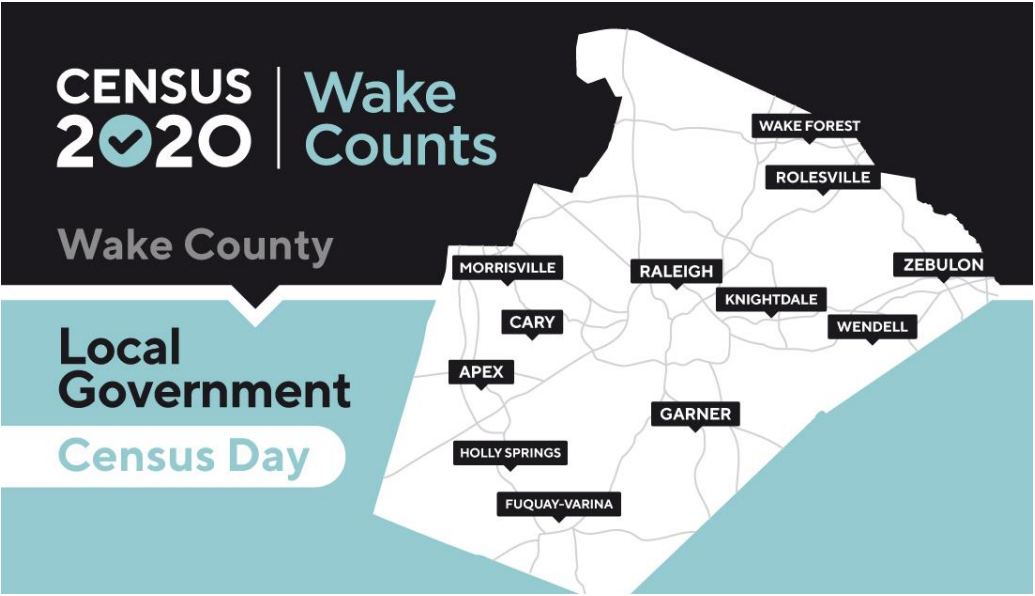 CENSUS
2020
Wake
Counts
Wake County
Local
Government
Census Day
WAKE FOREST
ROLESVILLE
MORRISVILLE
RALEIGH
ZEBULON
KNIGHTDALE
CARY
WENDELL
APEX
GARNER
HOLLY SPRINGS
FUQUAY-VARINA